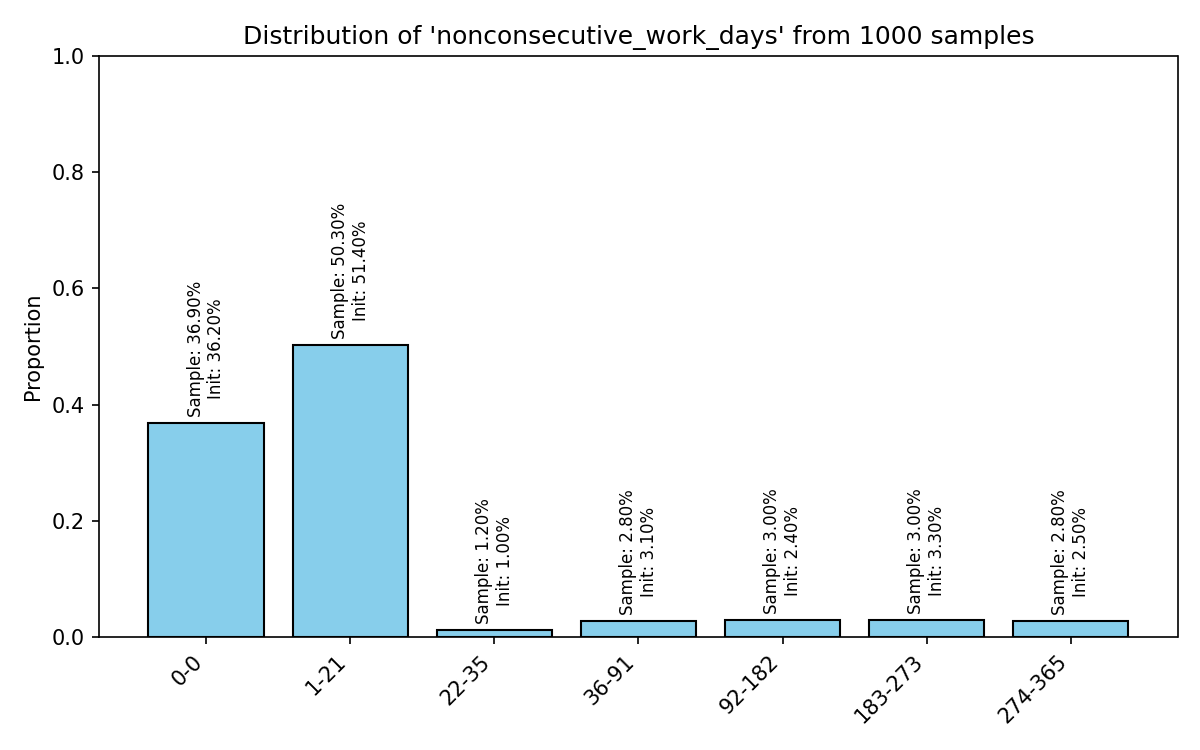 Distribution of 'nonconsecutive_work_days' from 1000 samples
Proportion
1.0
0.8
0.6
0.4
0.2
0.0
Sample: 36.90%
Init: 36.20%
Sample: 50.30%
Init: 51.40%
Sample: 1.20%
Init: 1.00%
Sample: 2.80%
Init: 3.10%
Sample: 3.00%
Init: 2.40%
Sample: 3.00%
Init: 3.30%
Sample: 2.80%
Init: 2.50%
0-0
1-21
22-35
36-91
92-182
183-273
274-365